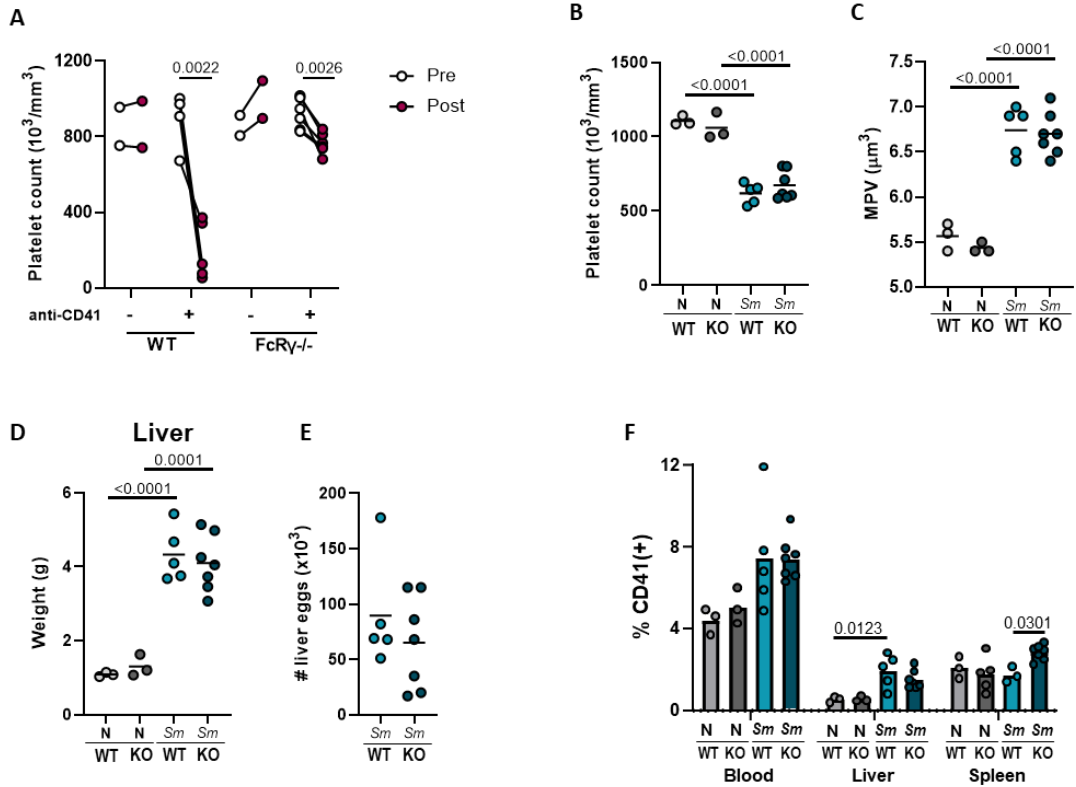 A
Platelet count (10³/mm³)
1200
800
400
0
0.0022
0.0026
Pre
Post
anti-CD41
- + - +
WT FcRγ-/-
B
Platelet count (10³/mm³)
1500
1000
500
0
<0.0001
<0.0001
N N Sm Sm
WT KO WT KO
C
MPV (μm³)
7.0
6.5
6.0
5.5
5.0
<0.0001
<0.0001
N N Sm Sm
WT KO WT KO
D
Liver
Weight (g)
6
4
2
0
0.0001
<0.0001
N N Sm Sm
WT KO WT KO
E
# liver eggs (x10³)
200
150
100
50
0
Sm Sm
WT KO
F
% CD41(+)
12
8
4
0
0.0123
0.0301
N N Sm Sm N N Sm Sm N N Sm Sm
WT KO WT KO WT KO WT KO WT KO WT KO
Blood Liver Spleen